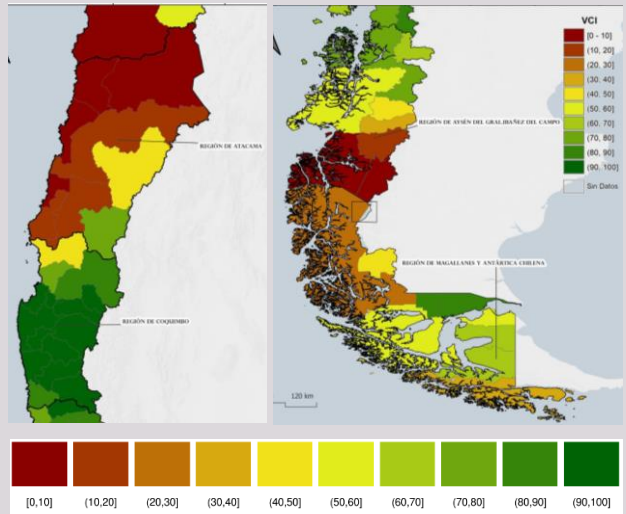 VCI
[0 - 10]
(10, 20]
(20, 30]
(30, 40]
(40, 50]
(50, 60]
(60, 70]
(70, 80]
(80, 90]
(90, 100]
Sin Datos
REGIÓN DE ATACAMA
REGIÓN DE COQUIMBO
REGIÓN DE AYSÉN DEL GRALIBAÑEZ DEL CAMPO
REGIÓN DE MAGALLANES Y ANTÁRTICA CHILENA
120 km
[0,10] (10,20] (20,30] (30,40] (40,50] (50,60] (60,70] (70,80] (80,90] (90,100]